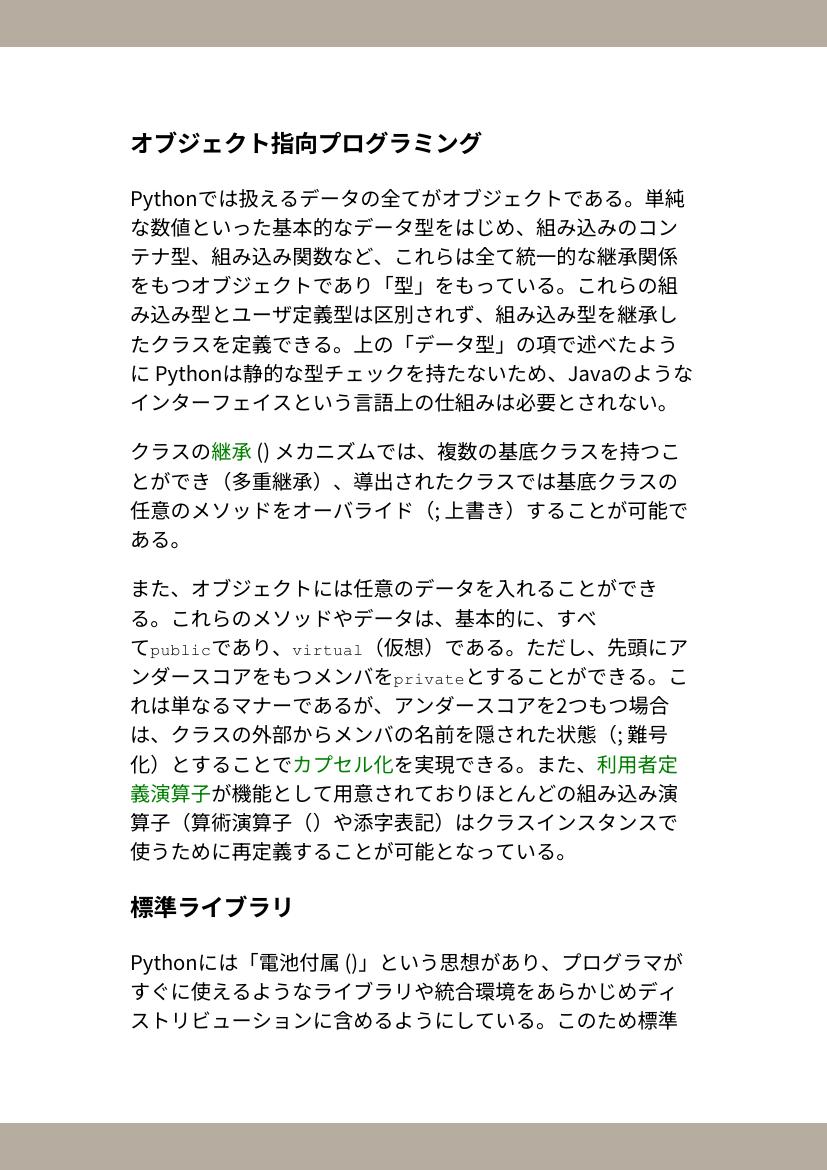 オブジェクト指向プログラミング
Pythonでは扱えるデータの全てがオブジェクトである。単純
な数値といった基本的なデータ型をはじめ、組み込みのコン
テナ型、組み込み関数など、これらは全て統一的な継承関係
をもつオブジェクトであり「型」をもっている。これらの組
み込み型とユーザ定義型は区別されず、組み込み型を継承し
たクラスを定義できる。上の「データ型」の項で述べたよう
に Pythonは静的な型チェックを持たないため、Javaのような
インターフェイスという言語上の仕組みは必要とされない。
クラスの継承 () メカニズムでは、複数の基底クラスを持つこ
とができ（多重継承）、導出されたクラスでは基底クラスの
任意のメソッドをオーバライド（; 上書き）することが可能で
ある。
また、オブジェクトには任意のデータを入れることができ
る。これらのメソッドやデータは、基本的に、すべ
てpublicであり、virtual（仮想）である。ただし、先頭にア
ンダースコアをもつメンバをprivateとすることができる。こ
れは単なるマナーであるが、アンダースコアを2つもつ場合
は、クラスの外部からメンバの名前を隠された状態（; 難号
化）とすることでカプセル化を実現できる。また、利用者定
義演算子が機能として用意されておりほとんどの組み込み演
算子（算術演算子（）や添字表記）はクラスインスタンスで
使うために再定義することが可能となっている。
標準ライブラリ
Pythonには「電池付属 ()」という思想があり、プログラマが
すぐに使えるようなライブラリや統合環境をあらかじめディ
ストリビューションに含めるようにしている。このため標準